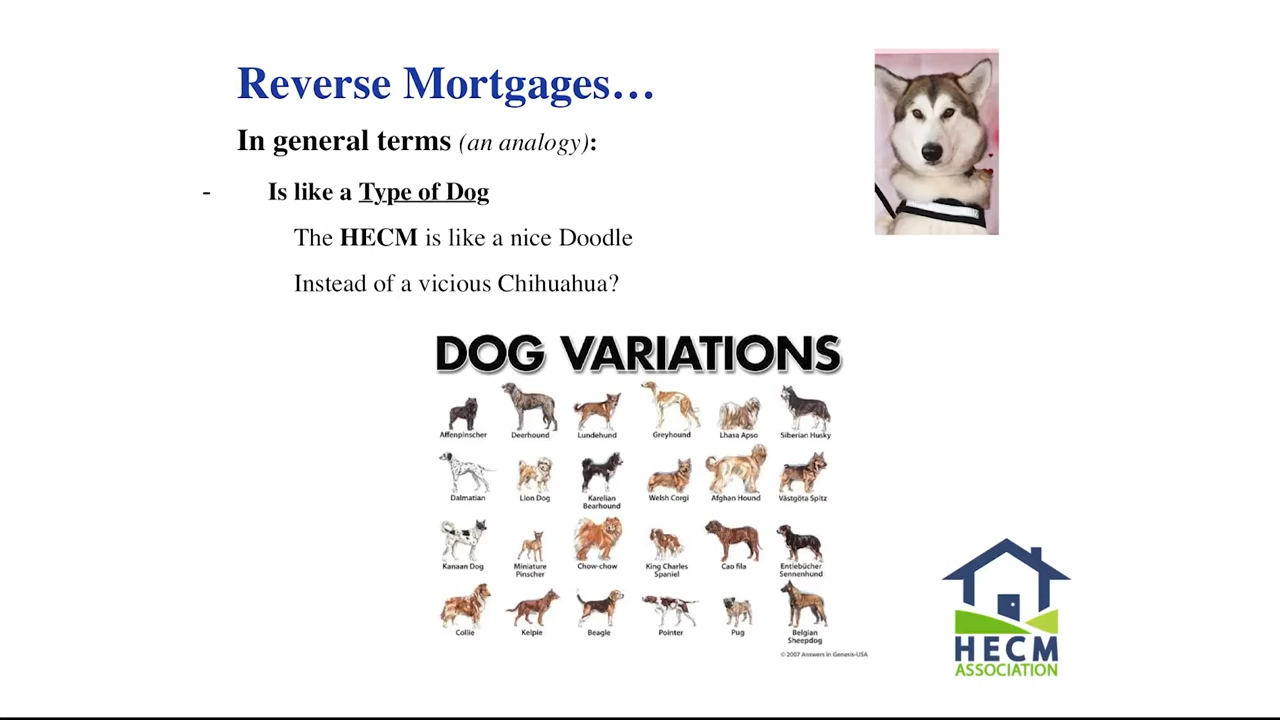 Reverse Mortgages…
In general terms (an analogy):
- Is like a Type of Dog
The HECM is like a nice Doodle
Instead of a vicious Chihuahua?
DOG VARIATIONS
Affenpinscher Deerhound Lundehund Greyhound Lhasa Apso Siberian Husky
Dalmatian Lion Dog Karelian Bearhound Welsh Corgi Afghan Hound Västgöta Spitz
Kanaan Dog Miniature Pinscher Chow-chow King Charles Spaniel Cao fila Entlebücher Sennenhund
Collie Kelpie Beagle Pointer Pug Belgian Sheepdog
© 2007 Answers in Genesis-USA
HECM
ASSOCIATION